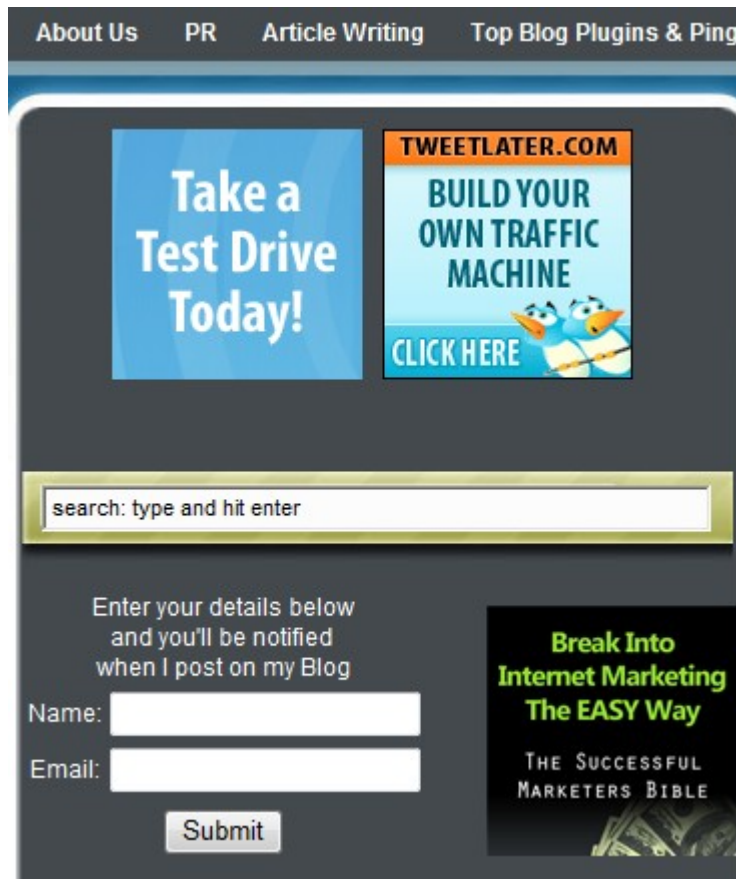 About Us PR Article Writing Top Blog Plugins & Ping
Take a
Test Drive
Today!
TWEETLATER.COM
BUILD YOUR
OWN TRAFFIC
MACHINE
CLICK HERE
search: type and hit enter
Enter your details below
and you'll be notified
when I post on my Blog
Name:
Email:
Submit
Break Into
Internet Marketing
The EASY Way
THE SUCCESSFUL
MARKETERS BIBLE